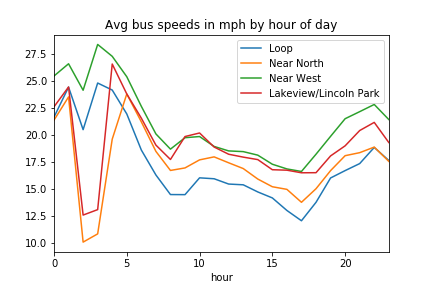 Avg bus speeds in mph by hour of day
Loop
Near North
Near West
Lakeview/Lincoln Park
27.5
25.0
22.5
20.0
17.5
15.0
12.5
10.0
0 5 10 15 20
hour